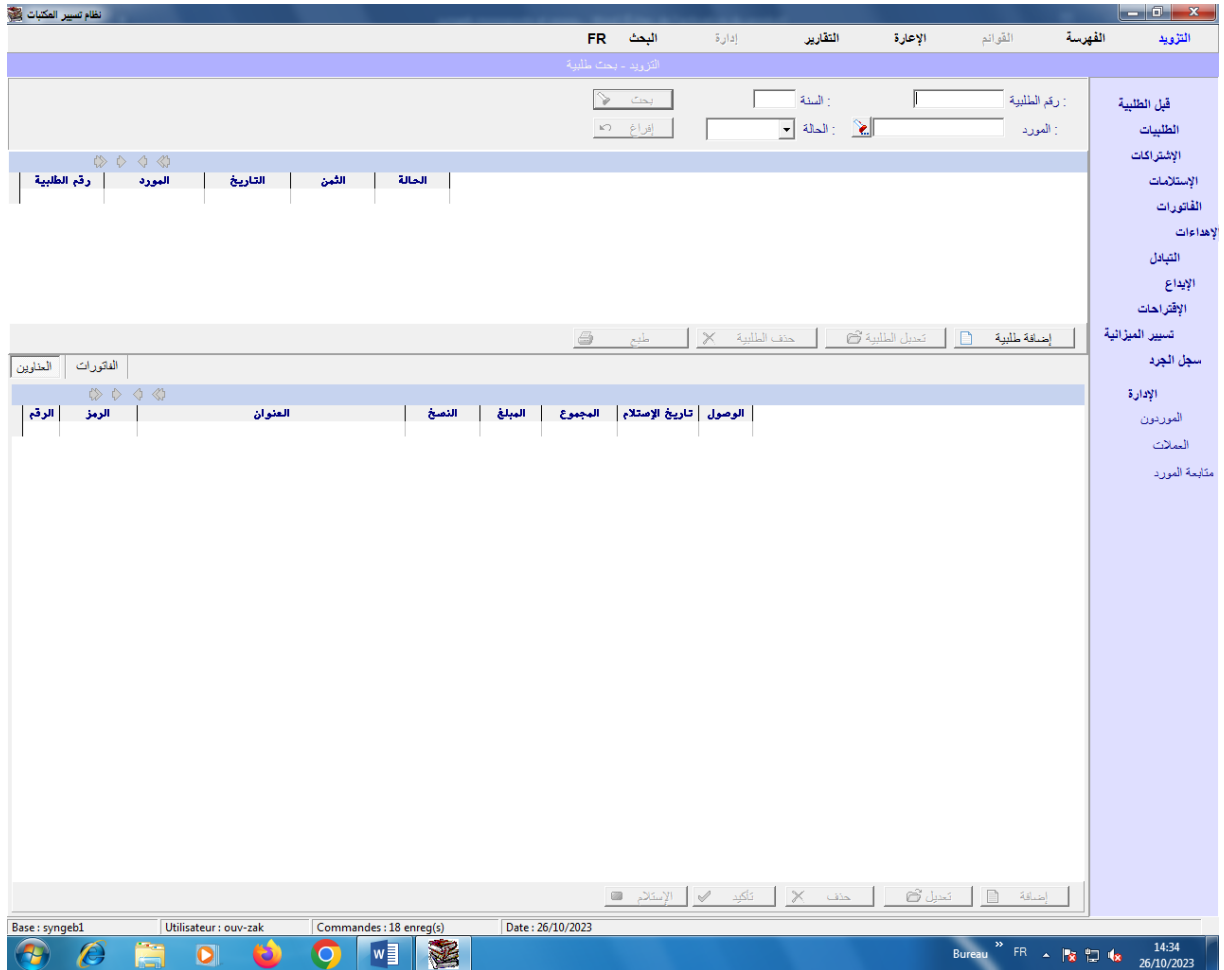 نظام تسيير المكتبات
التزويد الفهرسة القوائم الإعارة التقارير إدارة البحث FR
التزويد - بحث طلبية
رقم الطلبية : السنة : بحث
المورد : الحالة : إفراغ
رقم الطلبية المورد التاريخ الثمن الحالة
إضافة طلبية تعديل الطلبية حذف الطلبية طبع
العناوين الفاتورات
الرقم الرمز العنوان النسخ المبلغ المجموع تاريخ الإستلام الوصول
إضافة تعديل حذف تأكيد الإستلام
قبل الطلبية
الطلبيات
الإشتراكات
الإستلامات
الفاتورات
الإهداءات
التبادل
الإيداع
الإقتراحات
تسيير الميزانية
سجل الجرد
الإدارة
الموردون
العملات
متابعة المورد
Base : syngeb1 Utilisateur : ouv-zak Commandes : 18 enreg(s) Date : 26/10/2023
Bureau » FR 14:34
26/10/2023